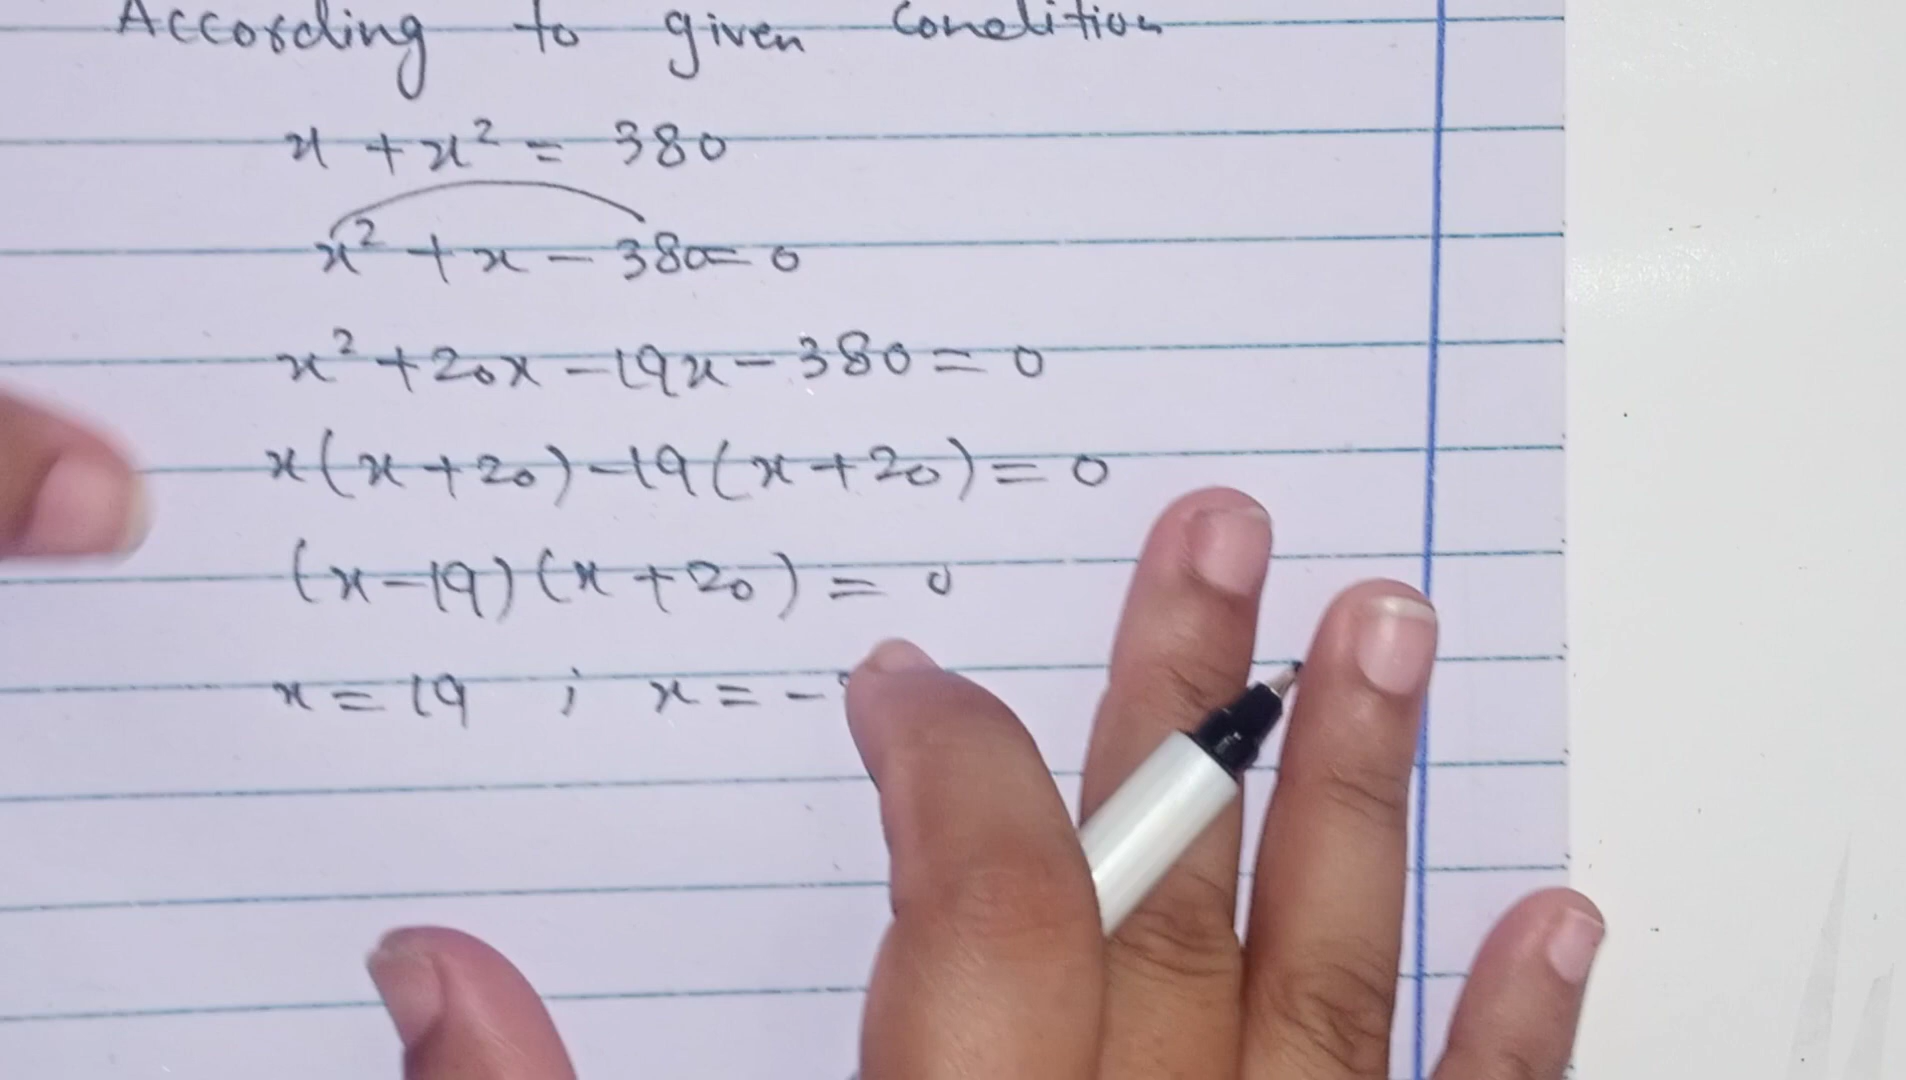 According to given condition
x + x² = 380
x² + x - 380 = 0
x² + 20x - 19x - 380 = 0
x(x + 20) - 19(x + 20) = 0
(x - 19)(x + 20) = 0
x = 19 ; x = -